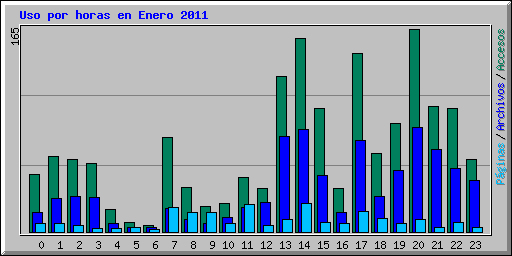 Uso por horas en Enero 2011
165
Páginas / Archivos / Accesos
0 1 2 3 4 5 6 7 8 9 10 11 12 13 14 15 16 17 18 19 20 21 22 23